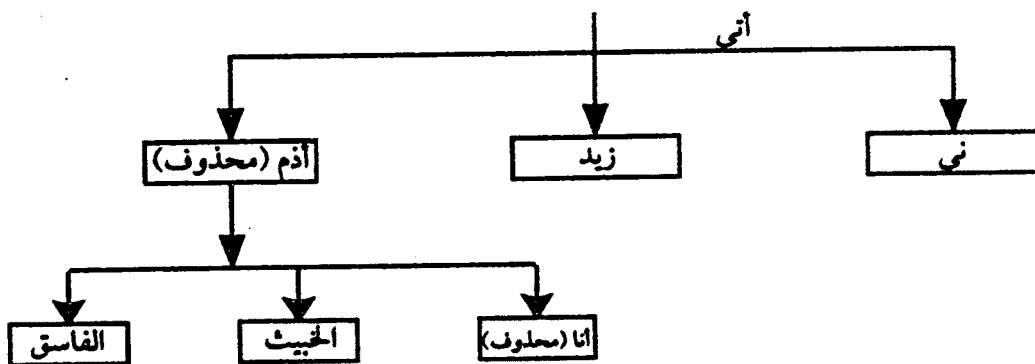 أتي
ني
زيد
أذم (محذوف)
أنا (محذوف)
الخبيث
الفاسق